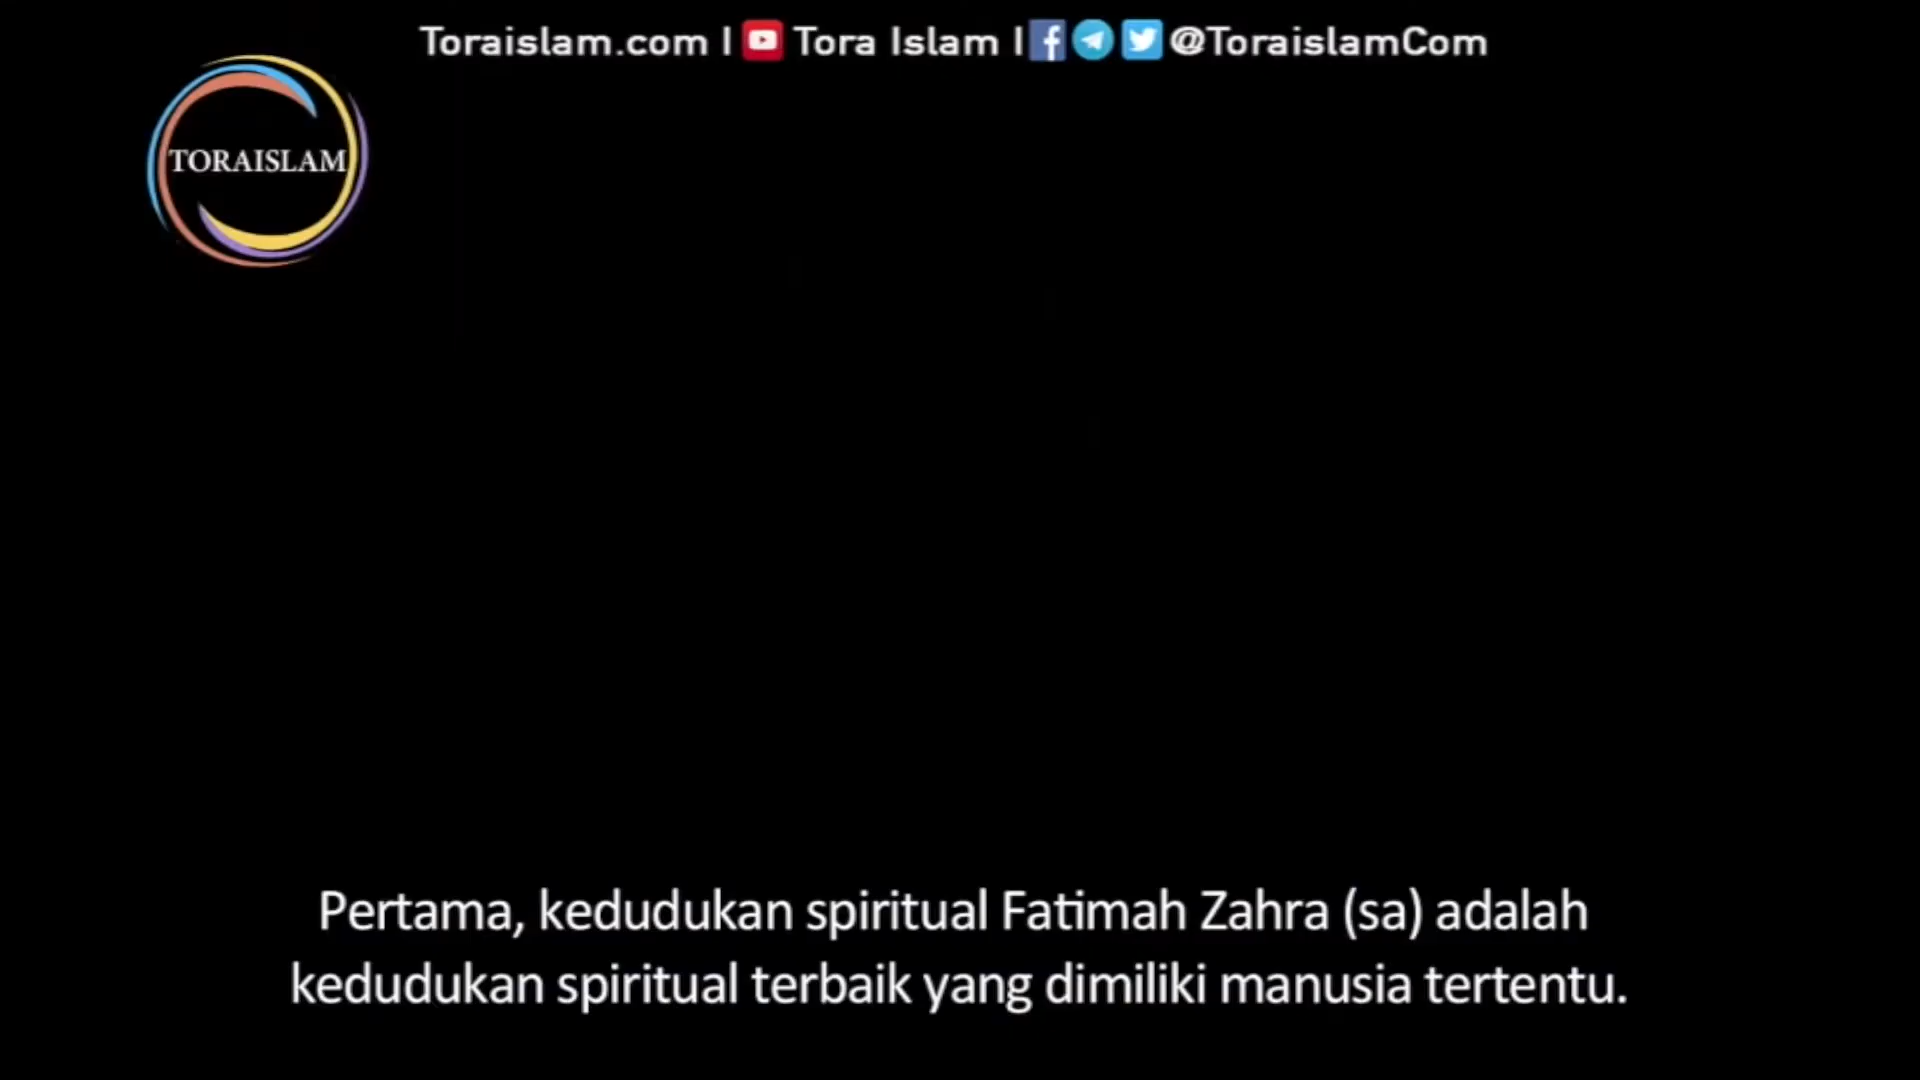 Toraislam.com | Tora Islam | @ToraislamCom
TORAISLAM
Pertama, kedudukan spiritual Fatimah Zahra (sa) adalah
kedudukan spiritual terbaik yang dimiliki manusia tertentu.